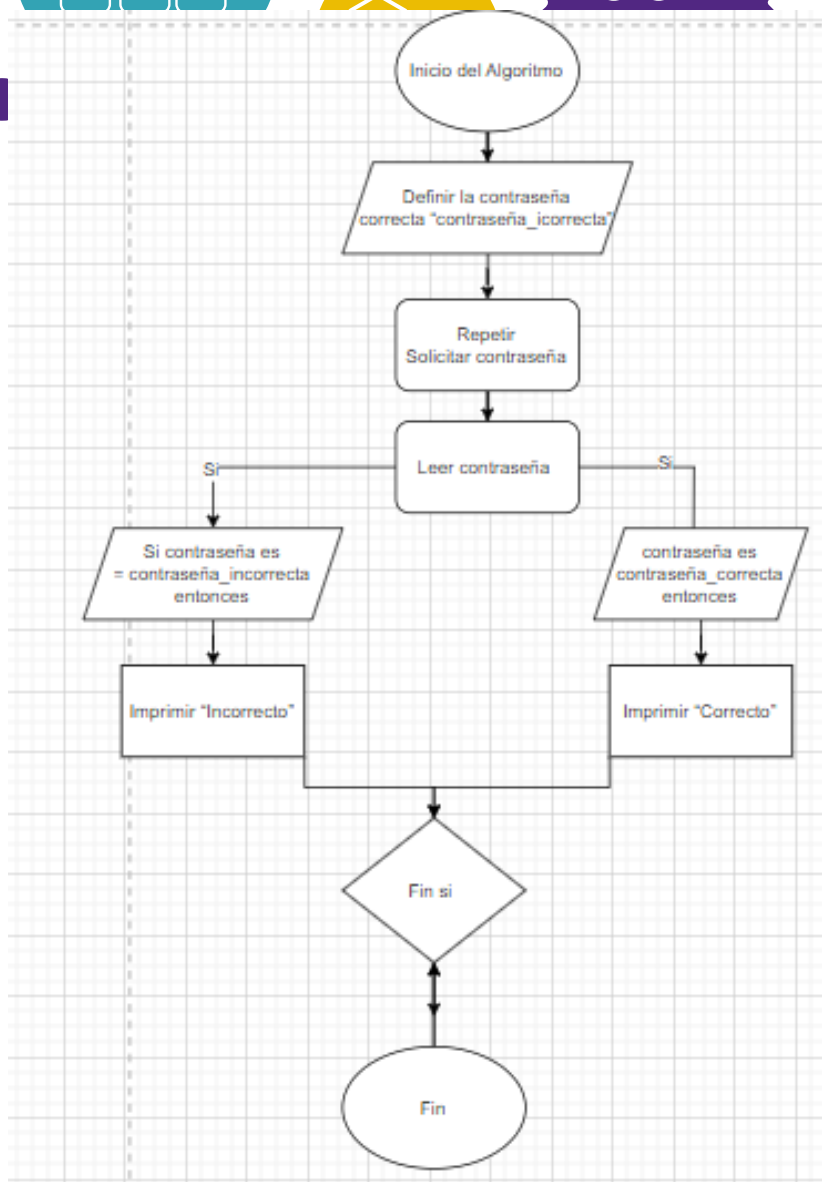 Inicio del Algoritmo
Definir la contraseña
correcta “contraseña_icorrecta”
Repetir
Solicitar contraseña
Leer contraseña
Si
Si
Si contraseña es
= contraseña_incorrecta
entonces
contraseña es
contraseña_correcta
entonces
Imprimir “Incorrecto”
Imprimir “Correcto”
Fin si
Fin